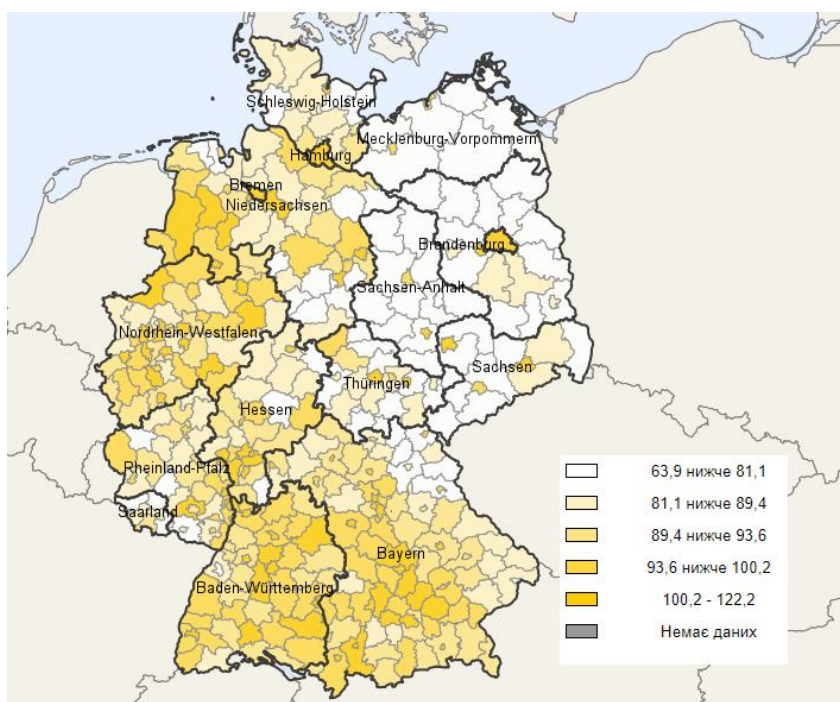 Schleswig-Holstein
Mecklenburg-Vorpommern
Hamburg
Bremen
Niedersachsen
Brandenburg
Sachsen-Anhalt
Nordrhein-Westfalen
Sachsen
Thüringen
Hessen
Rheinland-Pfalz
Saarland
Bayern
Baden-Württemberg
63,9 нижче 81,1
81,1 нижче 89,4
89,4 нижче 93,6
93,6 нижче 100,2
100,2 - 122,2
Немає даних